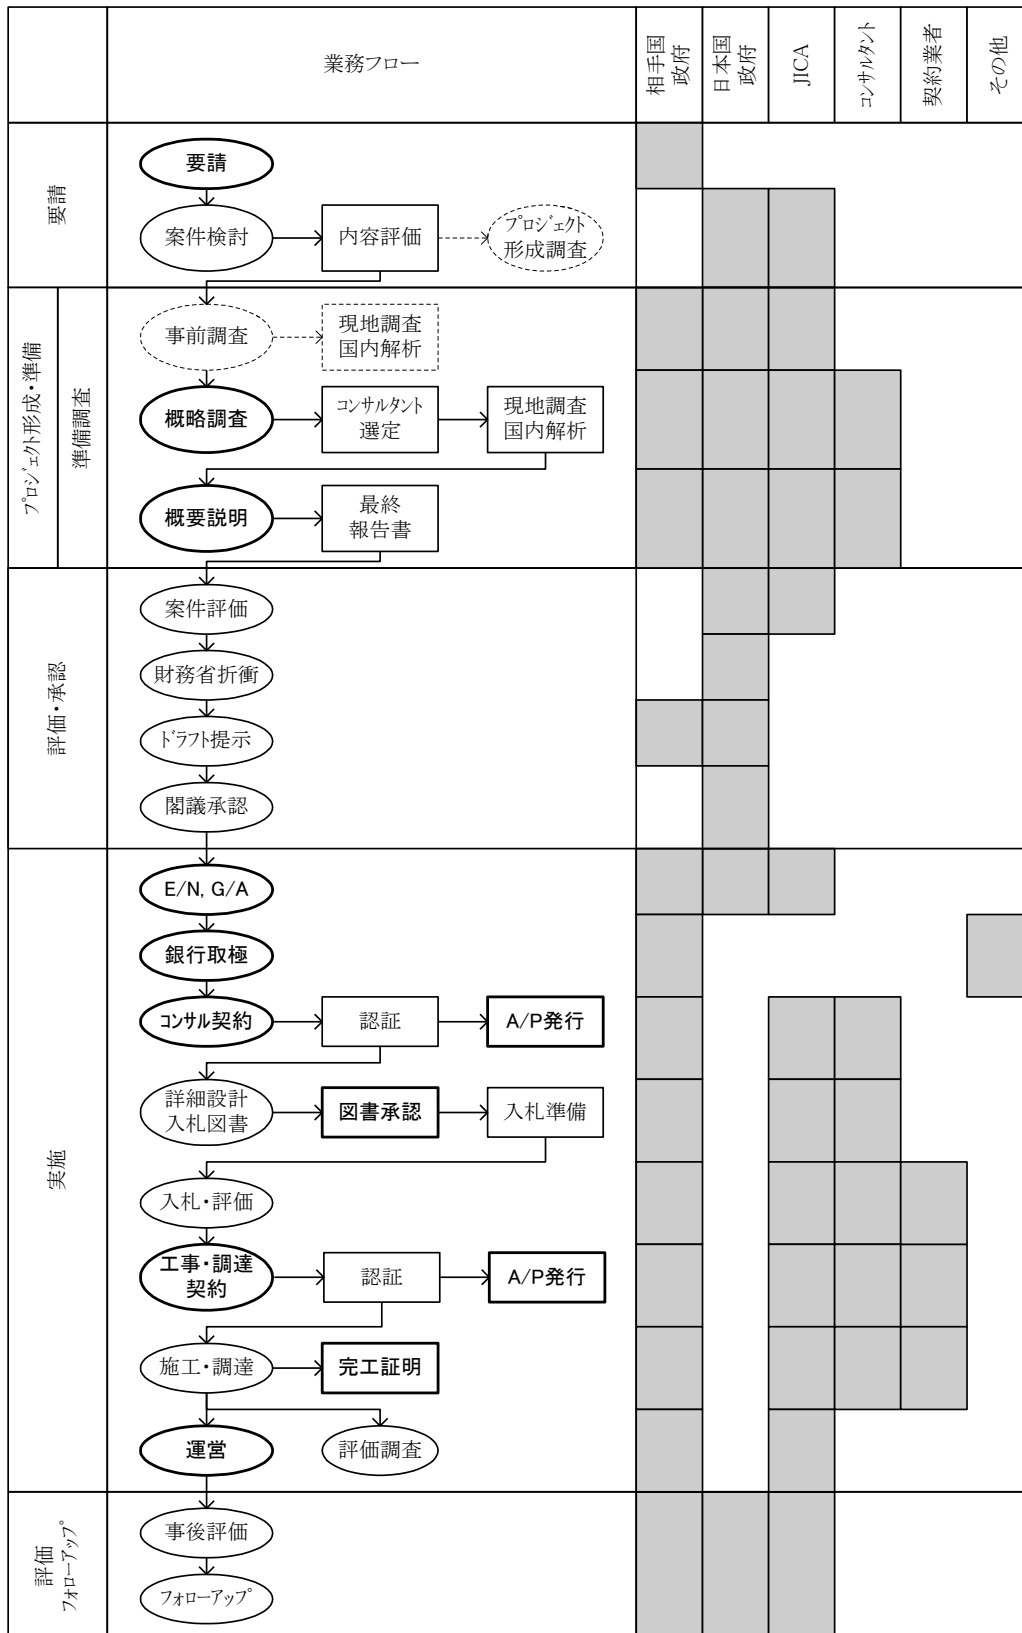 業務フロー
相手国
政府
日本国
政府
JICA
コンサルタント
契約業者
その他
要請
要請
案件検討
内容評価
プロジェクト
形成調査
プロジェクト形成・準備
準備調査
事前調査
現地調査
国内解析
概略調査
コンサルタント
選定
現地調査
国内解析
概要説明
最終
報告書
評価・承認
案件評価
財務省折衝
ドラフト提示
閣議承認
実施
E/N, G/A
銀行取極
コンサル契約
認証
A/P発行
詳細設計
入札図書
図書承認
入札準備
入札・評価
工事・調達
契約
認証
A/P発行
施工・調達
完工証明
運営
評価調査
評価
フォローアップ
事後評価
フォローアップ